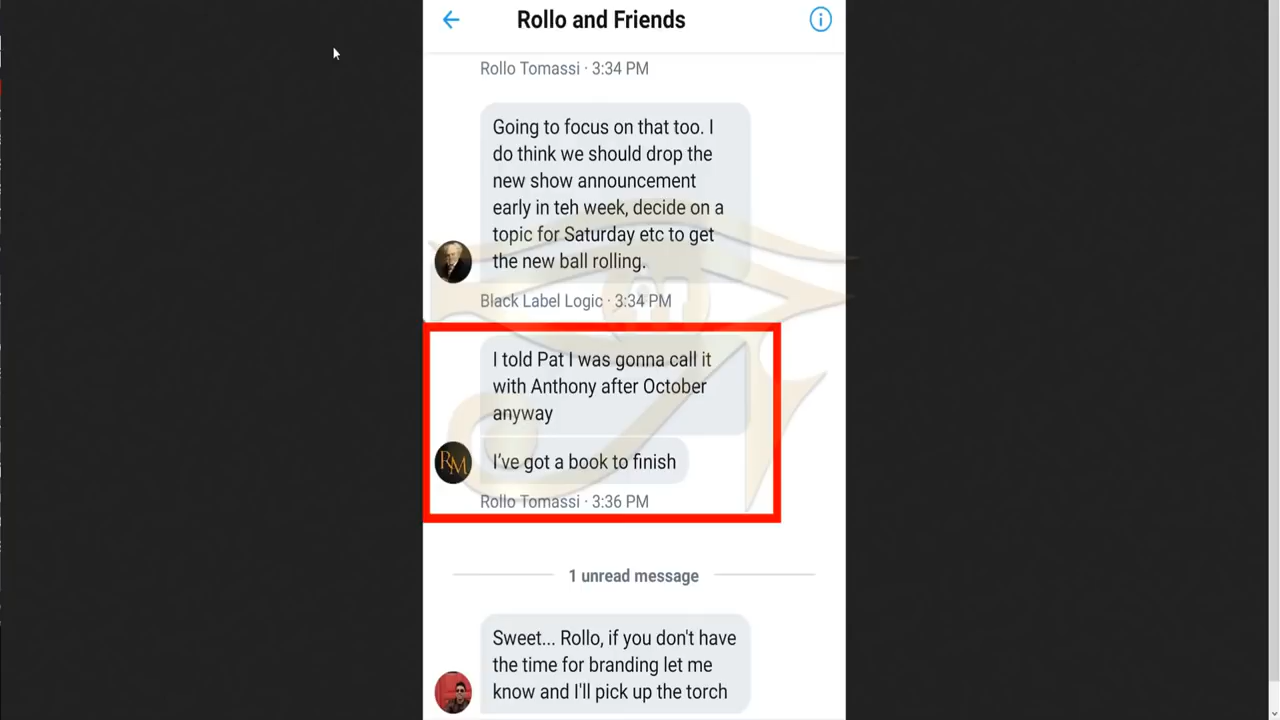 Rollo and Friends
Rollo Tomassi · 3:34 PM
Going to focus on that too. I
do think we should drop the
new show announcement
early in teh week, decide on a
topic for Saturday etc to get
the new ball rolling.
Black Label Logic · 3:34 PM
I told Pat I was gonna call it
with Anthony after October
anyway
RM
I've got a book to finish
Rollo Tomassi · 3:36 PM
1 unread message
Sweet... Rollo, if you don't have
the time for branding let me
know and I'll pick up the torch